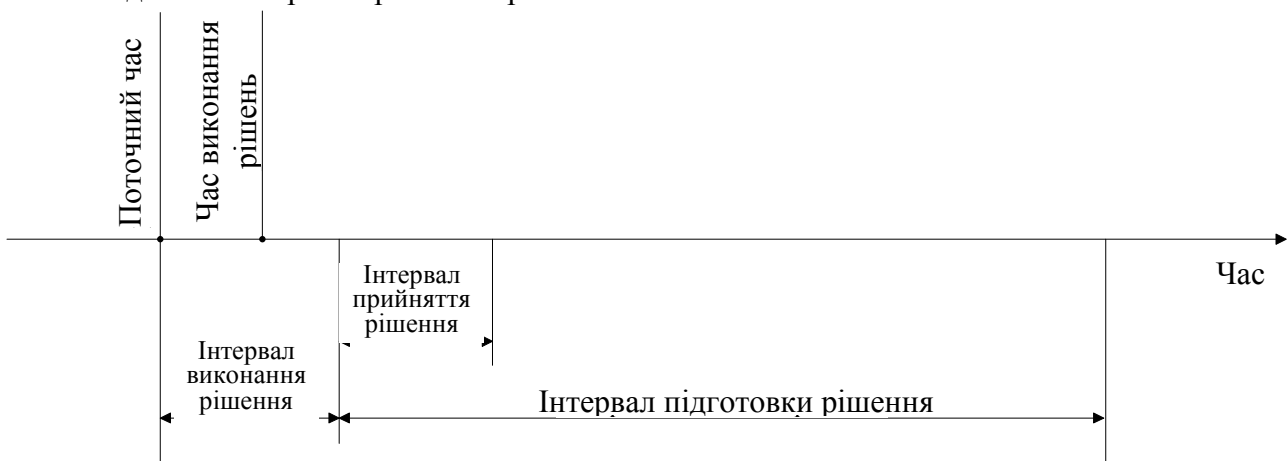 Поточний час
Час виконання
рішень
Час
Інтервал
прийняття
рішення
Інтервал
виконання
рішення
Інтервал підготовки рішення